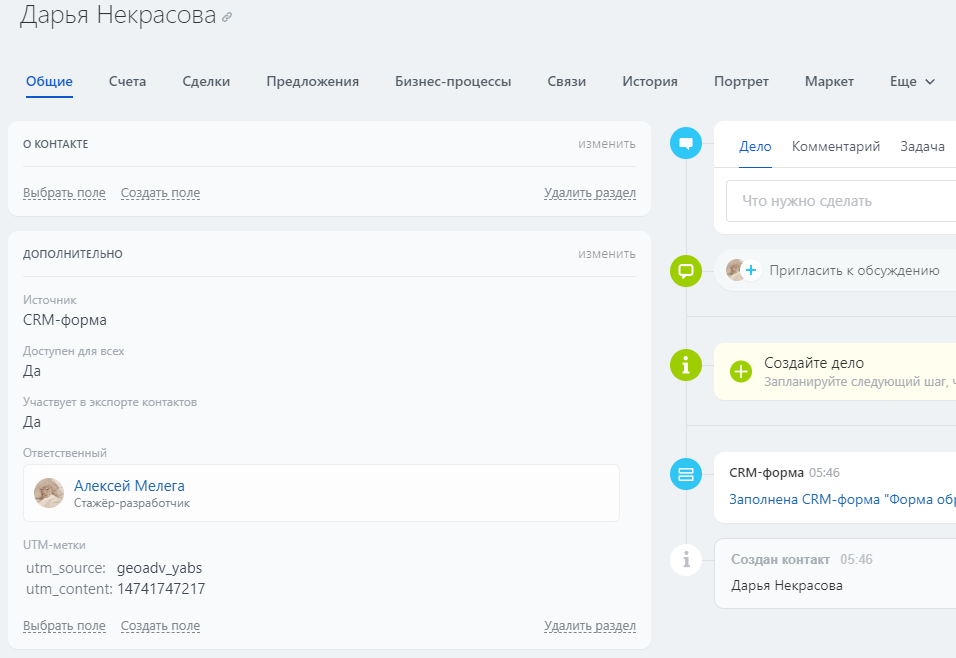 Дарья Некрасова
Общие Счета Сделки Предложения Бизнес-процессы Связи История Портрет Маркет Еще
О КОНТАКТЕ изменить
Выбрать поле Создать поле Удалить раздел
ДОПОЛНИТЕЛЬНО изменить
Источник
CRM-форма
Доступен для всех
Да
Участвует в экспорте контактов
Да
Ответственный
Алексей Мелега
Стажёр-разработчик
UTM-метки
utm_source: geoadv_yabs
utm_content: 14741747217
Выбрать поле Создать поле Удалить раздел
Дело Комментарий Задача
Что нужно сделать
Пригласить к обсуждению
Создайте дело
Запланируйте следующий шаг,
CRM-форма 05:46
Заполнена CRM-форма "Форма
Создан контакт 05:46
Дарья Некрасова